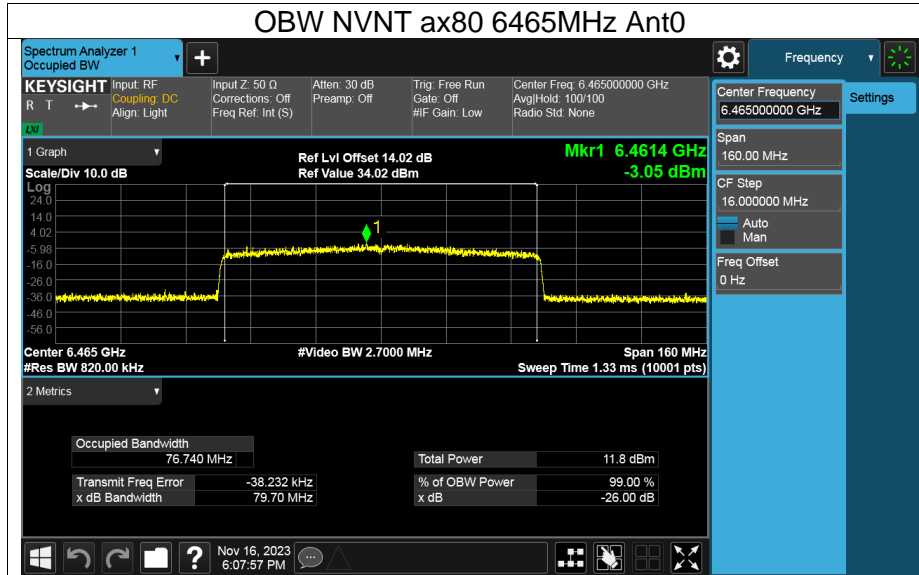 OBW NVNT ax80 6465MHz Ant0
Spectrum Analyzer 1
Occupied BW
Frequency
KEYSIGHT
R T
LXI
Input: RF
Coupling: DC
Align: Light
Input Z: 50 Ω
Corrections: Off
Freq Ref: Int (S)
Atten: 30 dB
Preamp: Off
Trig: Free Run
Gate: Off
#IF Gain: Low
Center Freq: 6.465000000 GHz
Avg|Hold: 100/100
Radio Std: None
Center Frequency
6.465000000 GHz
Settings
Span
160.00 MHz
CF Step
16.000000 MHz
Auto
Man
Freq Offset
0 Hz
1 Graph
Scale/Div 10.0 dB
Ref Lvl Offset 14.02 dB
Ref Value 34.02 dBm
Mkr1 6.4614 GHz
-3.05 dBm
Log
24.0
14.0
4.02
-5.98
-16.0
-26.0
-36.0
-46.0
-56.0
1
Center 6.465 GHz
#Video BW 2.7000 MHz
Span 160 MHz
#Res BW 820.00 kHz
Sweep Time 1.33 ms (10001 pts)
2 Metrics
Occupied Bandwidth
76.740 MHz
Total Power 11.8 dBm
Transmit Freq Error -38.232 kHz
% of OBW Power 99.00 %
x dB Bandwidth 79.70 MHz
x dB -26.00 dB
?
Nov 16, 2023
6:07:57 PM